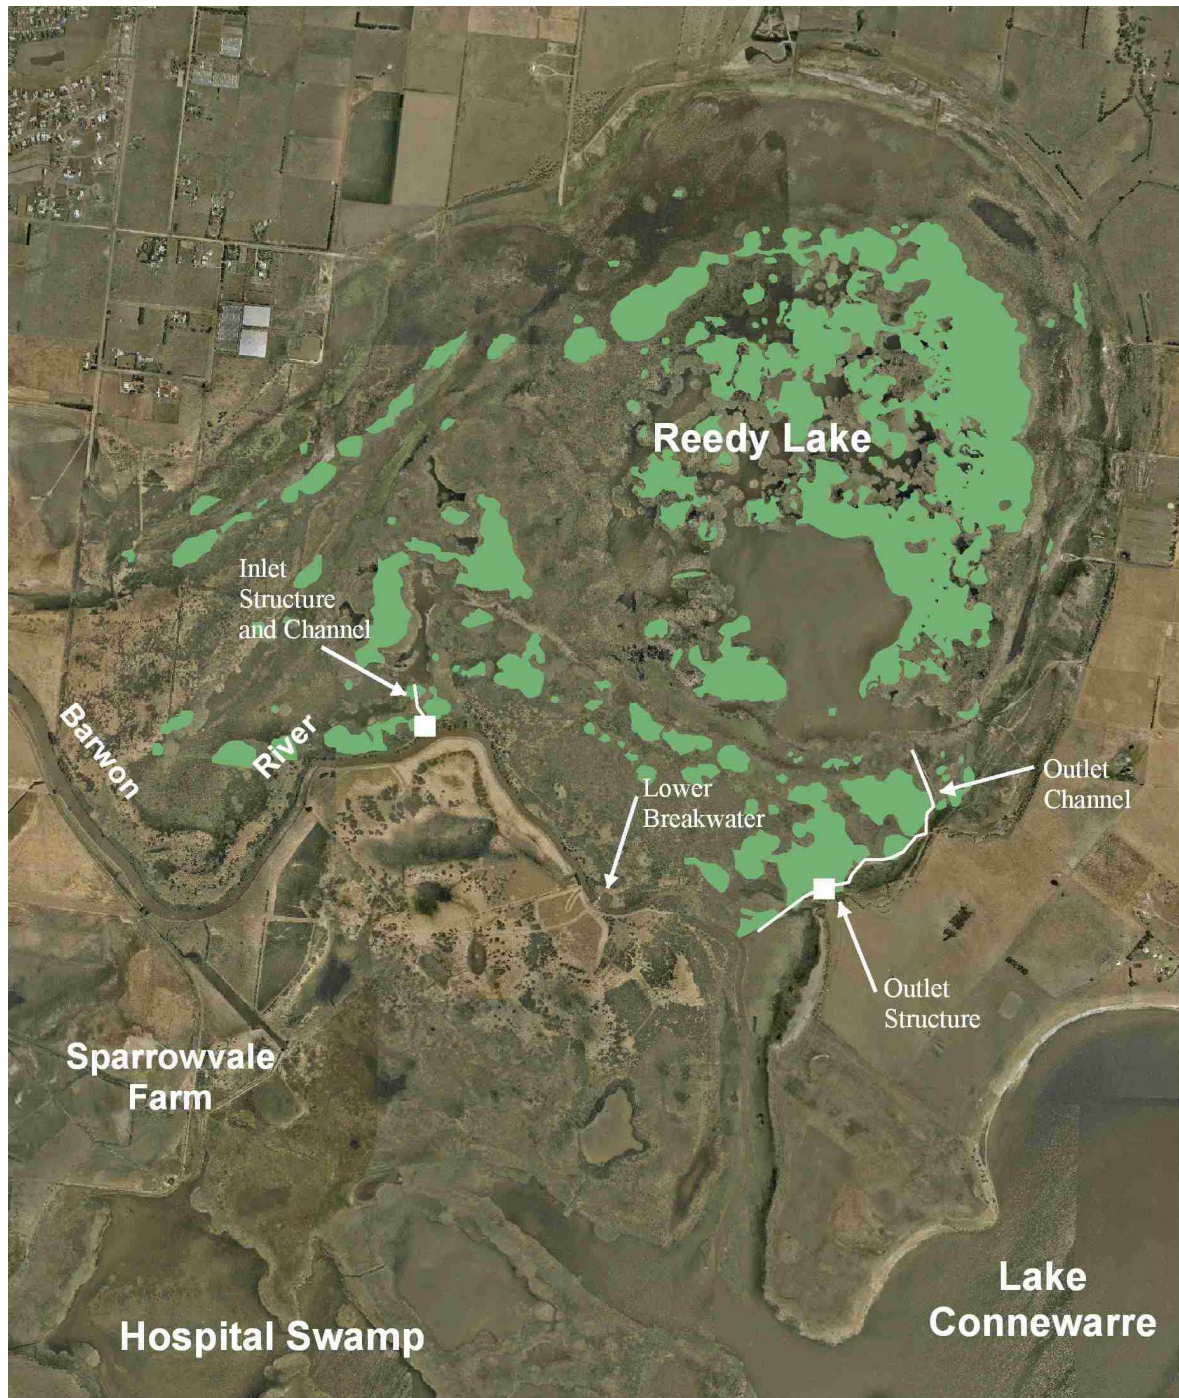 Reedy Lake
Inlet
Structure
and Channel
Barwon
River
Lower
Breakwater
Outlet
Channel
Outlet
Structure
Sparrowvale
Farm
Hospital Swamp
Lake
Connewarre